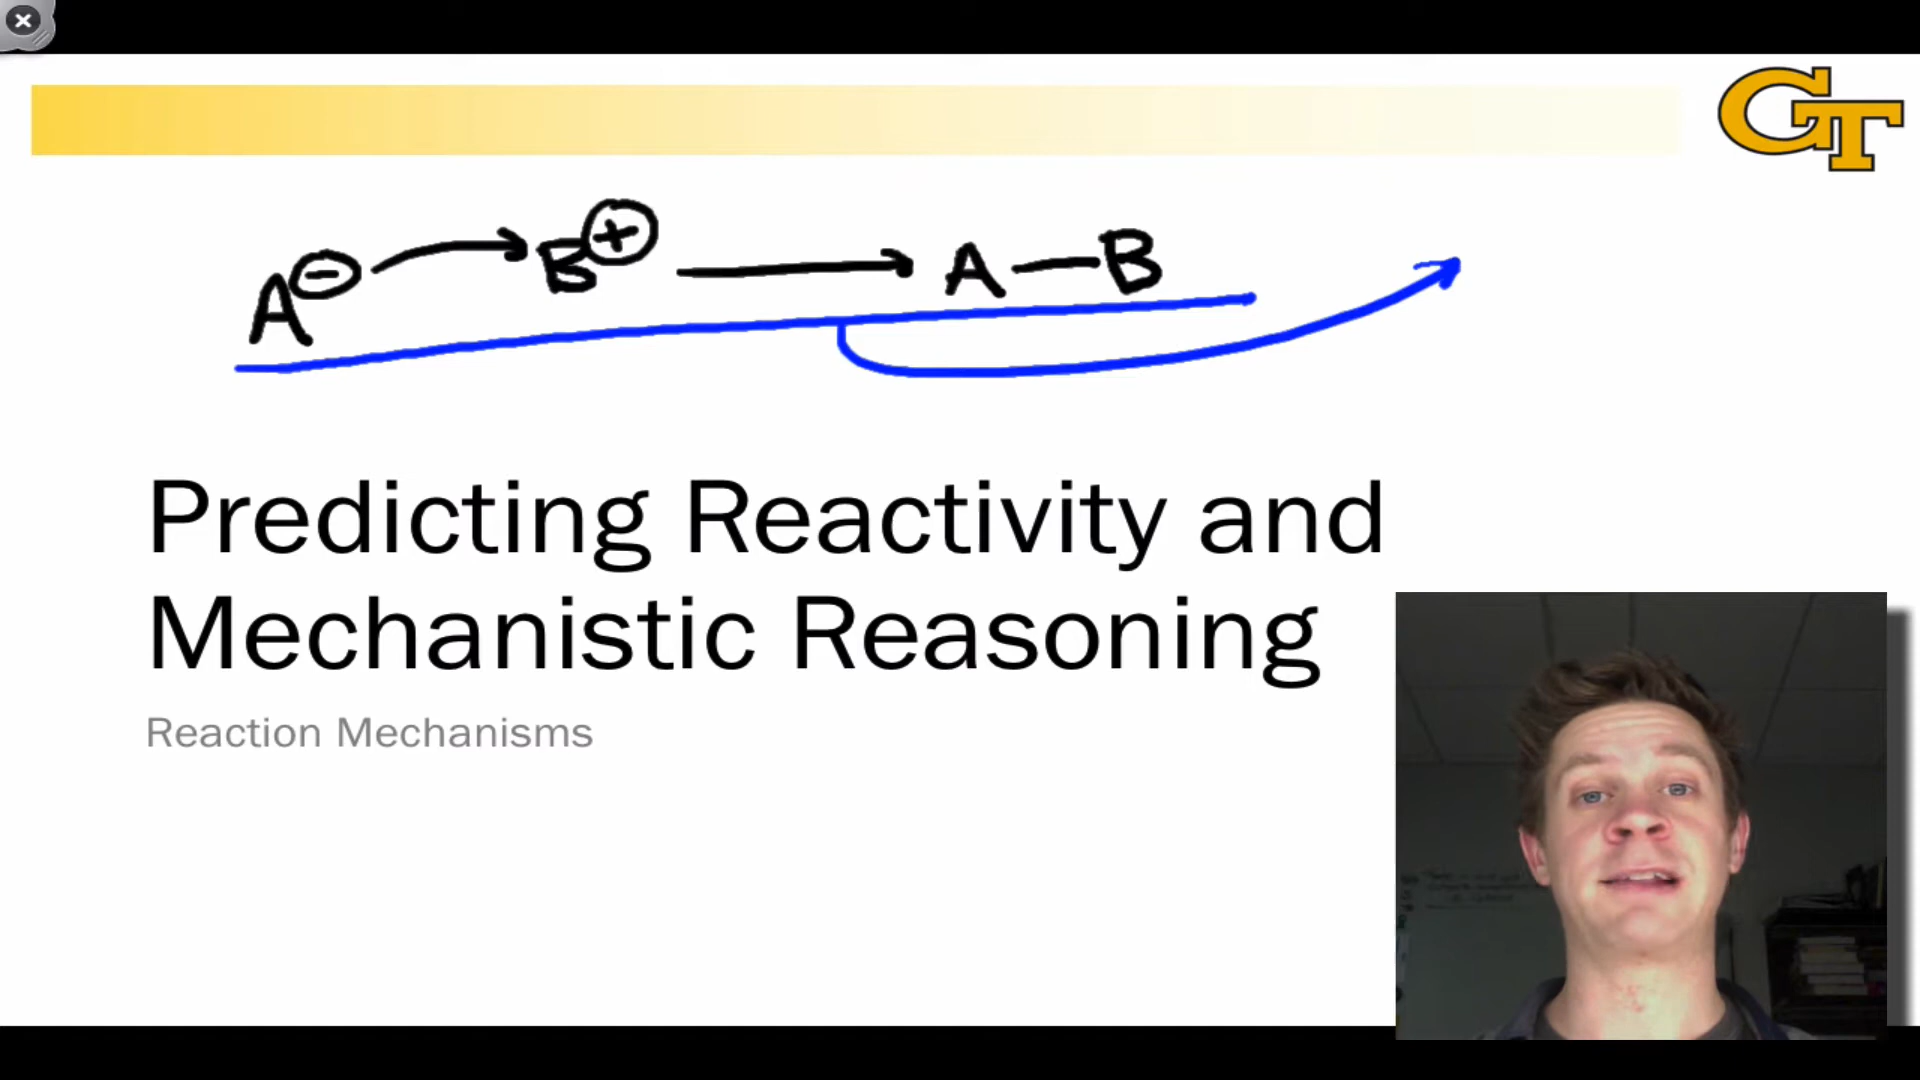 GT
A⊖ → B⊕ → A—B
Predicting Reactivity and
Mechanistic Reasoning
Reaction Mechanisms